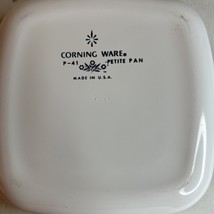 CORNING WARE®
P-41 PETITE PAN
MADE IN U.S.A.